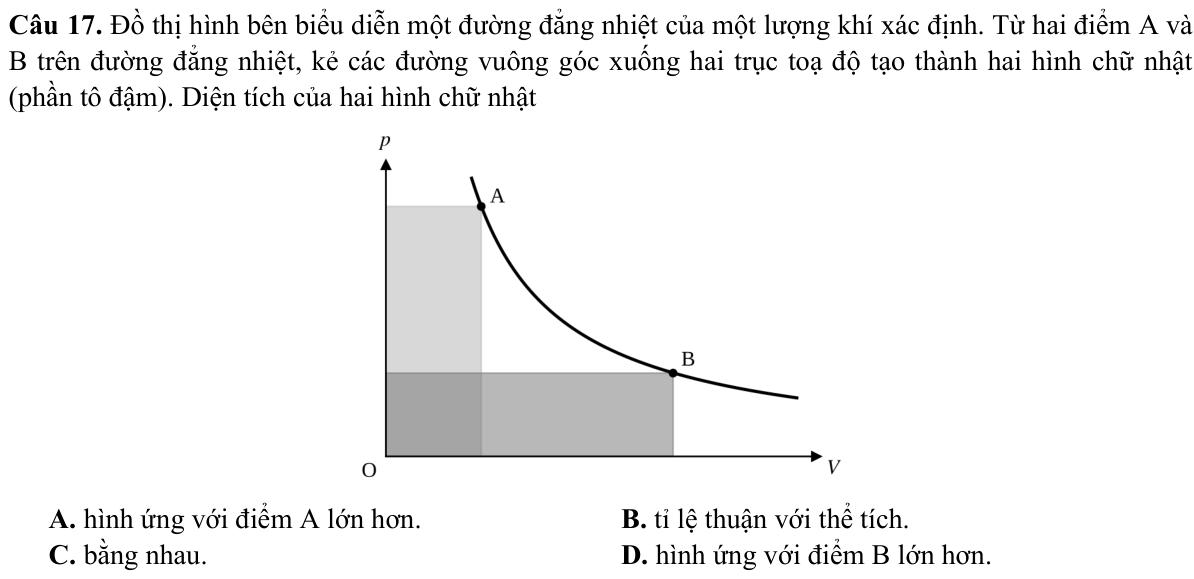 Câu 17. Đồ thị hình bên biểu diễn một đường đẳng nhiệt của một lượng khí xác định. Từ hai điểm A và
B trên đường đẳng nhiệt, kẻ các đường vuông góc xuống hai trục toạ độ tạo thành hai hình chữ nhật
(phần tô đậm). Diện tích của hai hình chữ nhật
p
A
B
O
V
A. hình ứng với điểm A lớn hơn. B. tỉ lệ thuận với thể tích.
C. bằng nhau. D. hình ứng với điểm B lớn hơn.